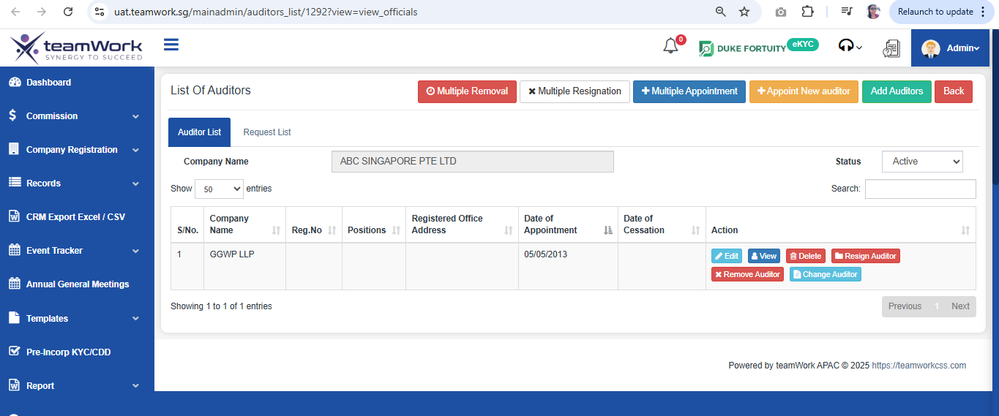 uat.teamwork.sg/mainadmin/auditors_list/1292?view=view_officials
Relaunch to update
teamWork
SYNERGY TO SUCCEED
0
DUKE FORTUITY eKYC
Admin
Dashboard
Commission
Company Registration
Records
CRM Export Excel / CSV
Event Tracker
Annual General Meetings
Templates
Pre-Incorp KYC/CDD
Report
List Of Auditors
Multiple Removal
Multiple Resignation
Multiple Appointment
Appoint New auditor
Add Auditors
Back
Auditor List
Request List
Company Name
ABC SINGAPORE PTE LTD
Status
Active
Show 50 entries
Search:
S/No.
Company Name
Reg.No
Positions
Registered Office Address
Date of Appointment
Date of Cessation
Action
1
GGWP LLP
05/05/2013
Edit
View
Delete
Resign Auditor
Remove Auditor
Change Auditor
Showing 1 to 1 of 1 entries
Previous 1 Next
Powered by teamWork APAC © 2025 https://teamworkcss.com